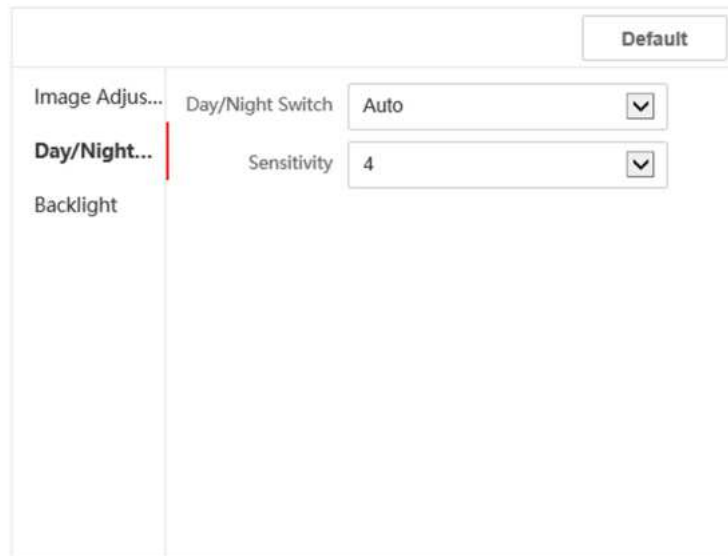 Default
Image Adjus...
Day/Night...
Backlight
Day/Night Switch Auto
Sensitivity 4